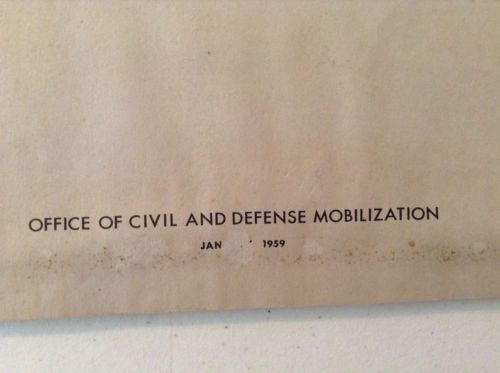 OFFICE OF CIVIL AND DEFENSE MOBILIZATION
JAN 1959